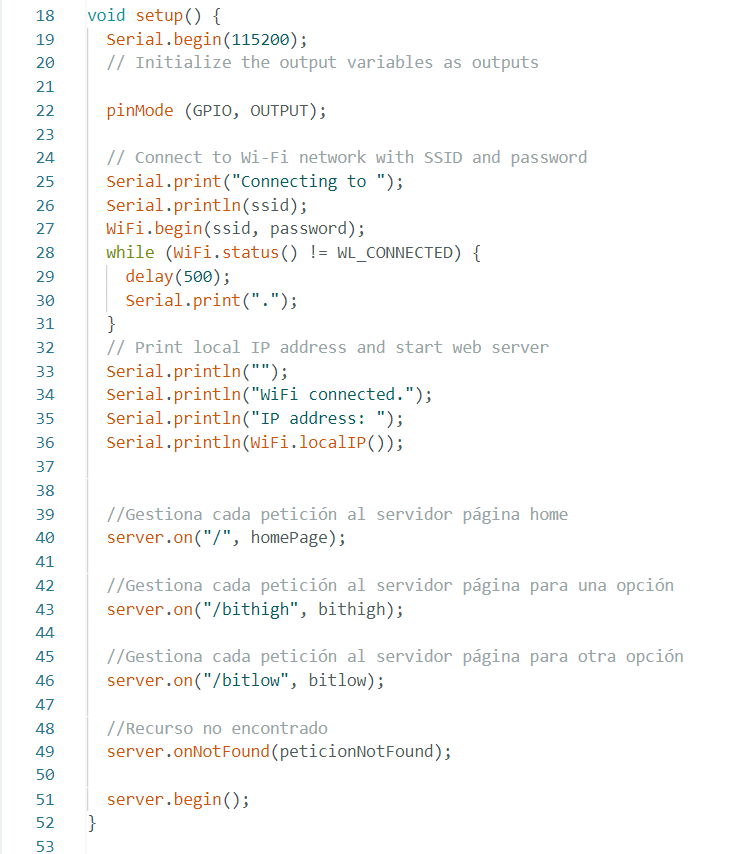 18 void setup() {
19 Serial.begin(115200);
20 // Initialize the output variables as outputs
21
22 pinMode (GPIO, OUTPUT);
23
24 // Connect to Wi-Fi network with SSID and password
25 Serial.print("Connecting to ");
26 Serial.println(ssid);
27 WiFi.begin(ssid, password);
28 while (WiFi.status() != WL_CONNECTED) {
29 delay(500);
30 Serial.print(".");
31 }
32 // Print local IP address and start web server
33 Serial.println("");
34 Serial.println("WiFi connected.");
35 Serial.println("IP address: ");
36 Serial.println(WiFi.localIP());
37
38
39 //Gestiona cada petición al servidor página home
40 server.on("/", homePage);
41
42 //Gestiona cada petición al servidor página para una opción
43 server.on("/bithigh", bithigh);
44
45 //Gestiona cada petición al servidor página para otra opción
46 server.on("/bitlow", bitlow);
47
48 //Recurso no encontrado
49 server.onNotFound(peticionNotFound);
50
51 server.begin();
52 }
53